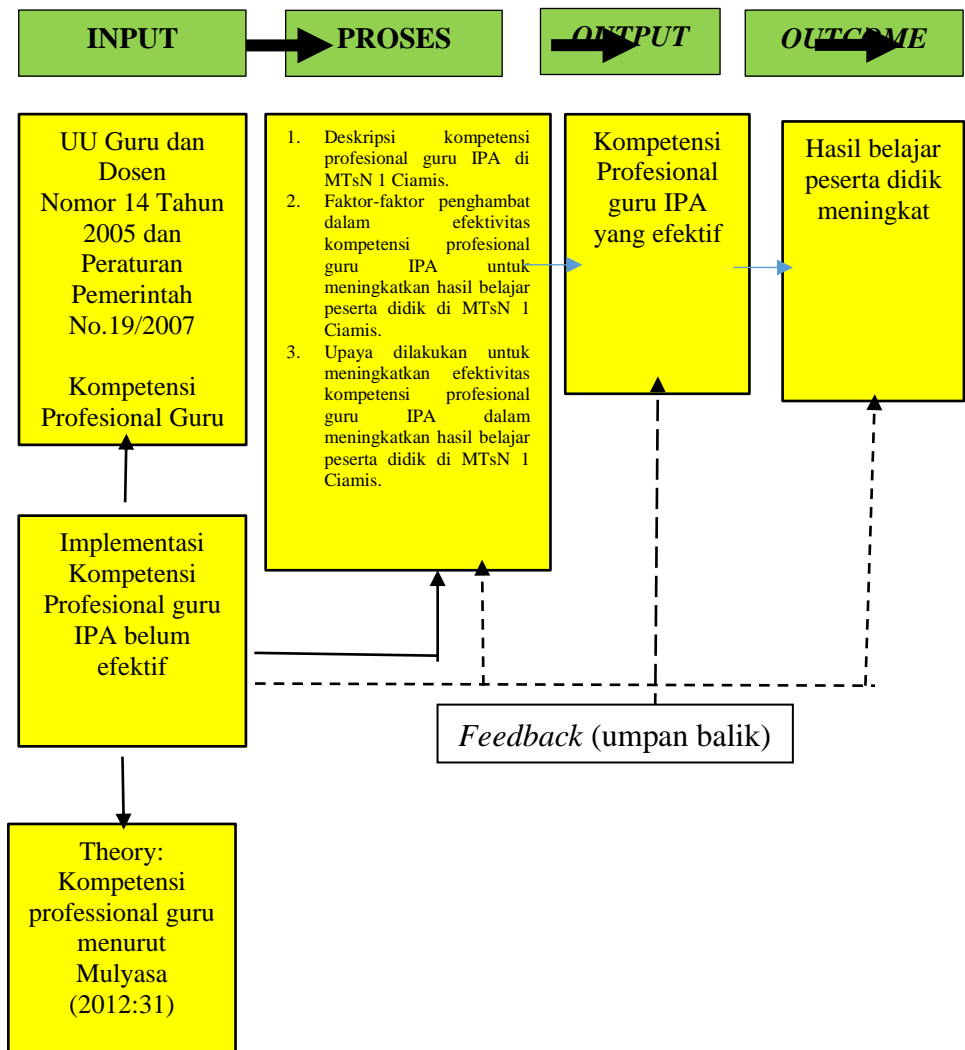 INPUT
PROSES
OUTPUT
OUTCOME
UU Guru dan
Dosen
Nomor 14 Tahun
2005 dan
Peraturan
Pemerintah
No.19/2007
Kompetensi
Profesional Guru
1. Deskripsi kompetensi
profesional guru IPA di
MTsN 1 Ciamis.
2. Faktor-faktor penghambat
dalam efektivitas
kompetensi profesional
guru IPA untuk
meningkatkan hasil belajar
peserta didik di MTsN 1
Ciamis.
3. Upaya dilakukan untuk
meningkatkan efektivitas
kompetensi profesional
guru IPA dalam
meningkatkan hasil belajar
peserta didik di MTsN 1
Ciamis.
Kompetensi
Profesional
guru IPA
yang efektif
Hasil belajar
peserta didik
meningkat
Implementasi
Kompetensi
Profesional guru
IPA belum
efektif
Feedback (umpan balik)
Theory:
Kompetensi
professional guru
menurut
Mulyasa
(2012:31)